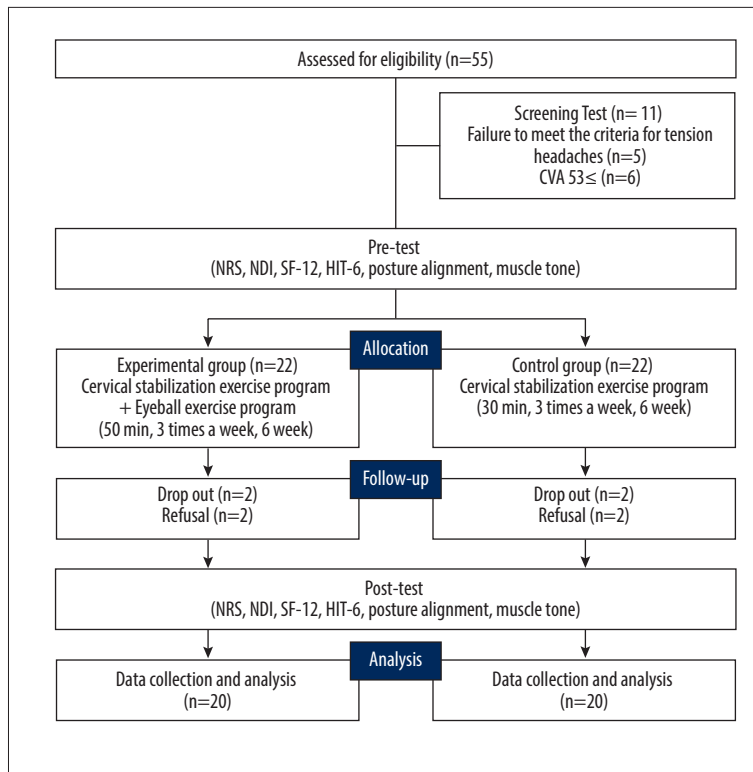 Assessed for eligibility (n=55)
Screening Test (n= 11)
Failure to meet the criteria for tension
headaches (n=5)
CVA 53≤ (n=6)
Pre-test
(NRS, NDI, SF-12, HIT-6, posture alignment, muscle tone)
Allocation
Experimental group (n=22)
Cervical stabilization exercise program
+ Eyeball exercise program
(50 min, 3 times a week, 6 week)
Control group (n=22)
Cervical stabilization exercise program
(30 min, 3 times a week, 6 week)
Follow-up
Drop out (n=2)
Refusal (n=2)
Drop out (n=2)
Refusal (n=2)
Post-test
(NRS, NDI, SF-12, HIT-6, posture alignment, muscle tone)
Analysis
Data collection and analysis
(n=20)
Data collection and analysis
(n=20)